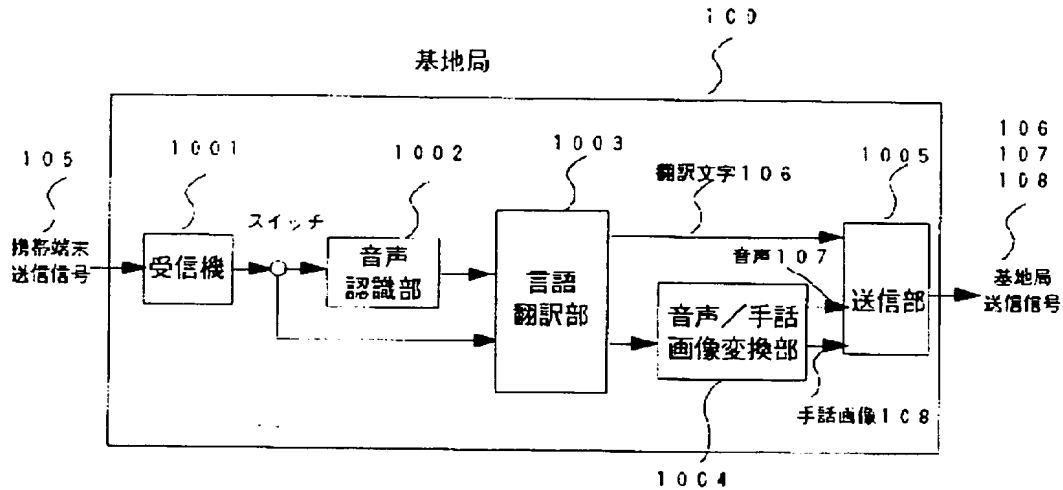 100
基地局
105
携帯端末
送信信号
1001
受信機
スイッチ
1002
音声
認識部
1003
言語
翻訳部
翻訳文字106
音声107
音声／手話
画像変換部
手話画像108
1004
1005
送信部
106
107
108
基地局
送信信号